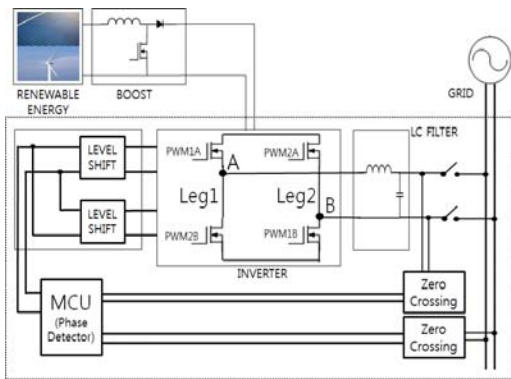 RENEWABLE
ENERGY
BOOST
GRID
LC FILTER
LEVEL
SHIFT
PWM1A
A
PWM2A
Leg1
Leg2
B
LEVEL
SHIFT
PWM2B
PWM1B
INVERTER
MCU
(Phase
Detector)
Zero
Crossing
Zero
Crossing